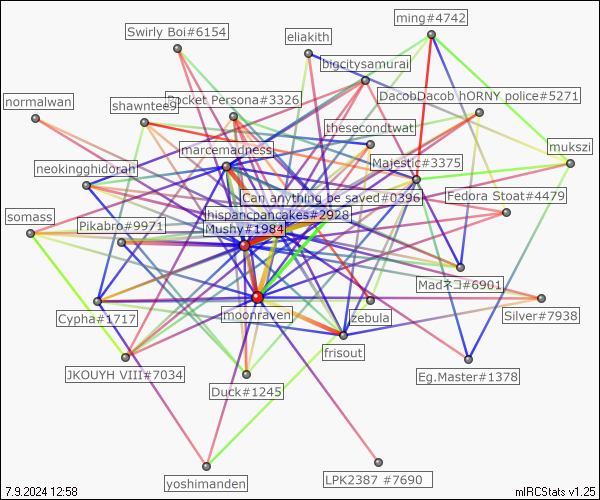 ming#4742
Swirly Boi#6154
eliakith
bigcitysamurai
normalwan
shawntee9
Rocket Persona#3326
DacobDacob hORNY police#5271
thesecondtwat
mukszi
marcemadness
Majestic#3375
neokingghidorah
Can anything be saved#0396
Fedora Stoat#4479
somass
hispanicpancakes#2928
Pikabro#9971
Mushy#1984
Madネコ#6901
Cypha#1717
moonraven
zebula
Silver#7938
frisout
JKOUYH VIII#7034
Duck#1245
Eg.Master#1378
yoshimanden
LPK2387 #7690
7.9.2024 12:58
mIRCStats v1.25